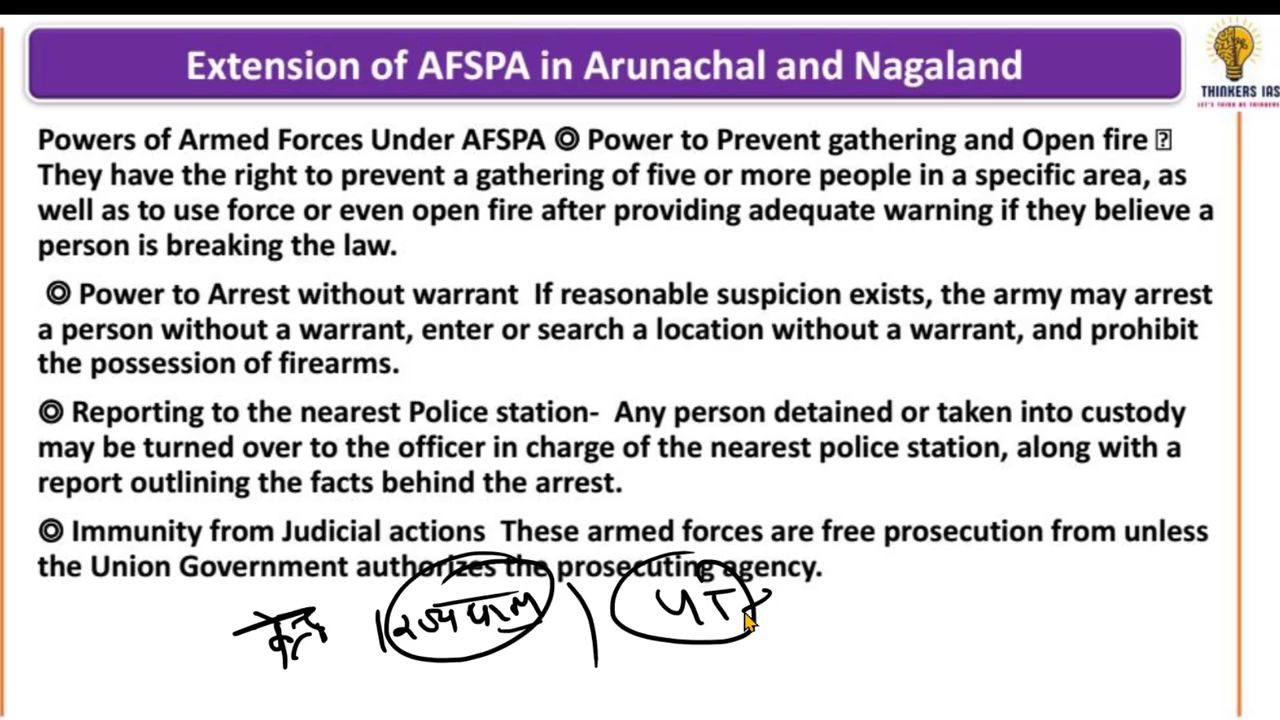 Extension of AFSPA in Arunachal and Nagaland
THINKERS IAS
LET'S THINK BE THINKERS
Powers of Armed Forces Under AFSPA ◎ Power to Prevent gathering and Open fire
They have the right to prevent a gathering of five or more people in a specific area, as
well as to use force or even open fire after providing adequate warning if they believe a
person is breaking the law.
◎ Power to Arrest without warrant If reasonable suspicion exists, the army may arrest
a person without a warrant, enter or search a location without a warrant, and prohibit
the possession of firearms.
◎ Reporting to the nearest Police station- Any person detained or taken into custody
may be turned over to the officer in charge of the nearest police station, along with a
report outlining the facts behind the arrest.
◎ Immunity from Judicial actions These armed forces are free prosecution from unless
the Union Government authorizes the prosecuting agency.
UT